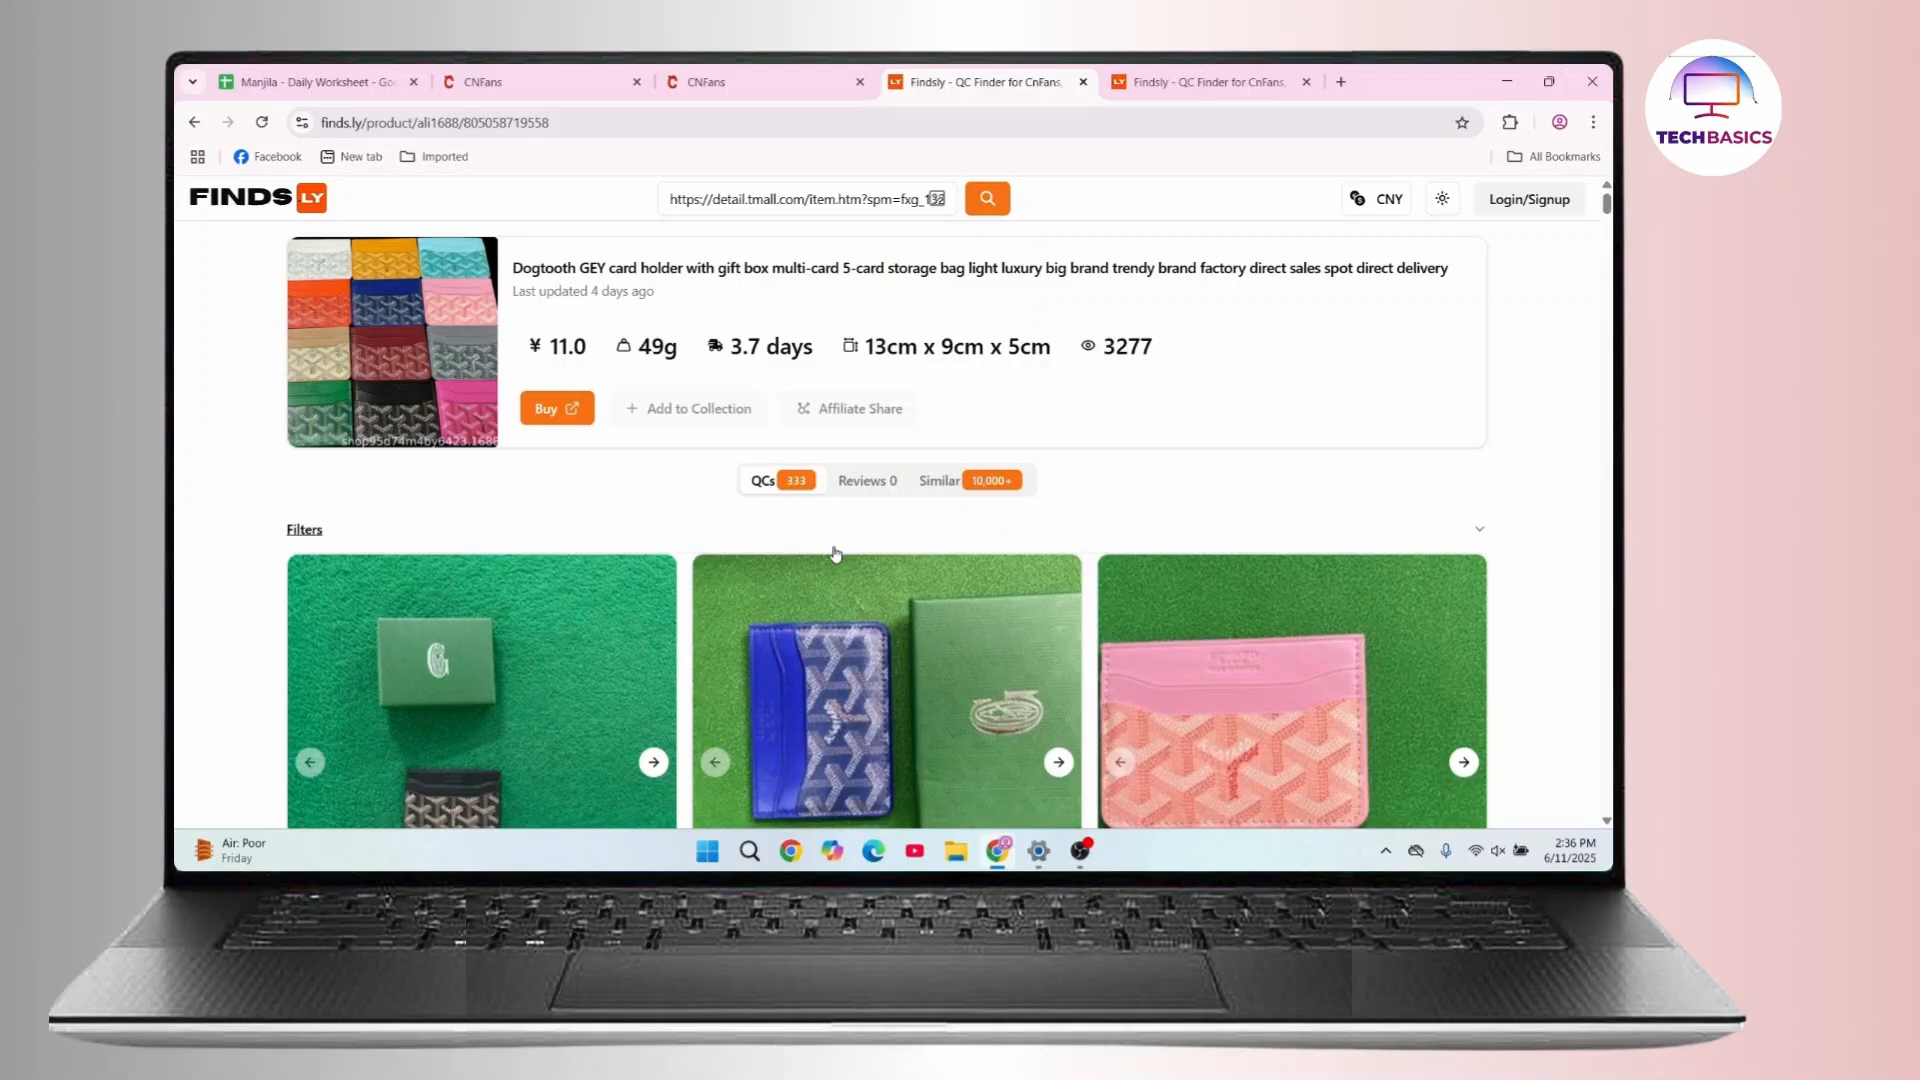 Manjila - Daily Worksheet - Goo
CNFans
CNFans
Findsly - QC Finder for CnFans,
Findsly - QC Finder for CnFans,
finds.ly/product/ali1688/805058719558
Facebook
New tab
Imported
All Bookmarks
TECHBASICS
FINDS.LY
https://detail.tmall.com/item.htm?spm=fxg_132
CNY
Login/Signup
Dogtooth GEY card holder with gift box multi-card 5-card storage bag light luxury big brand trendy brand factory direct sales spot direct delivery
Last updated 4 days ago
¥ 11.0
49g
3.7 days
13cm x 9cm x 5cm
3277
Buy
+ Add to Collection
Affiliate Share
QCs 333
Reviews 0
Similar 10,000+
Filters
Air: Poor
Friday
2:36 PM
6/11/2025